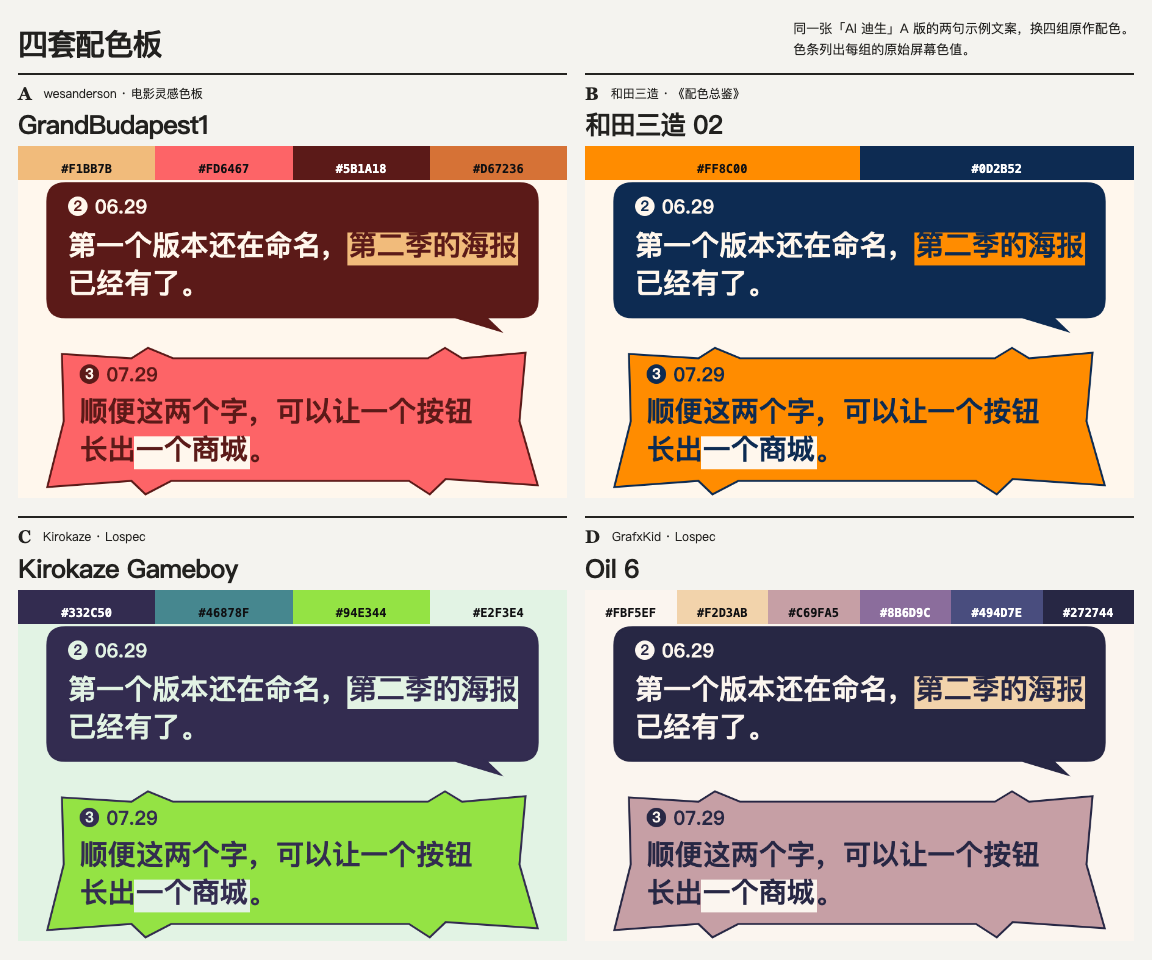 四套配色板
同一张「AI 迪生」A 版的两句示例文案，换四组原作配色。
色条列出每组的原始屏幕色值。
A wesanderson · 电影灵感色板
GrandBudapest1
#F1BB7B #FD6467 #5B1A18 #D67236
2 06.29
第一个版本还在命名，第二季的海报
已经有了。
3 07.29
顺便这两个字，可以让一个按钮
长出一个商城。
B 和田三造 · 《配色总鉴》
和田三造 02
#FF8C00 #0D2B52
2 06.29
第一个版本还在命名，第二季的海报
已经有了。
3 07.29
顺便这两个字，可以让一个按钮
长出一个商城。
C Kirokaze · Lospec
Kirokaze Gameboy
#332C50 #46878F #94E344 #E2F3E4
2 06.29
第一个版本还在命名，第二季的海报
已经有了。
3 07.29
顺便这两个字，可以让一个按钮
长出一个商城。
D GrafxKid · Lospec
Oil 6
#FBF5EF #F2D3AB #C69FA5 #8B6D9C #494D7E #272744
2 06.29
第一个版本还在命名，第二季的海报
已经有了。
3 07.29
顺便这两个字，可以让一个按钮
长出一个商城。